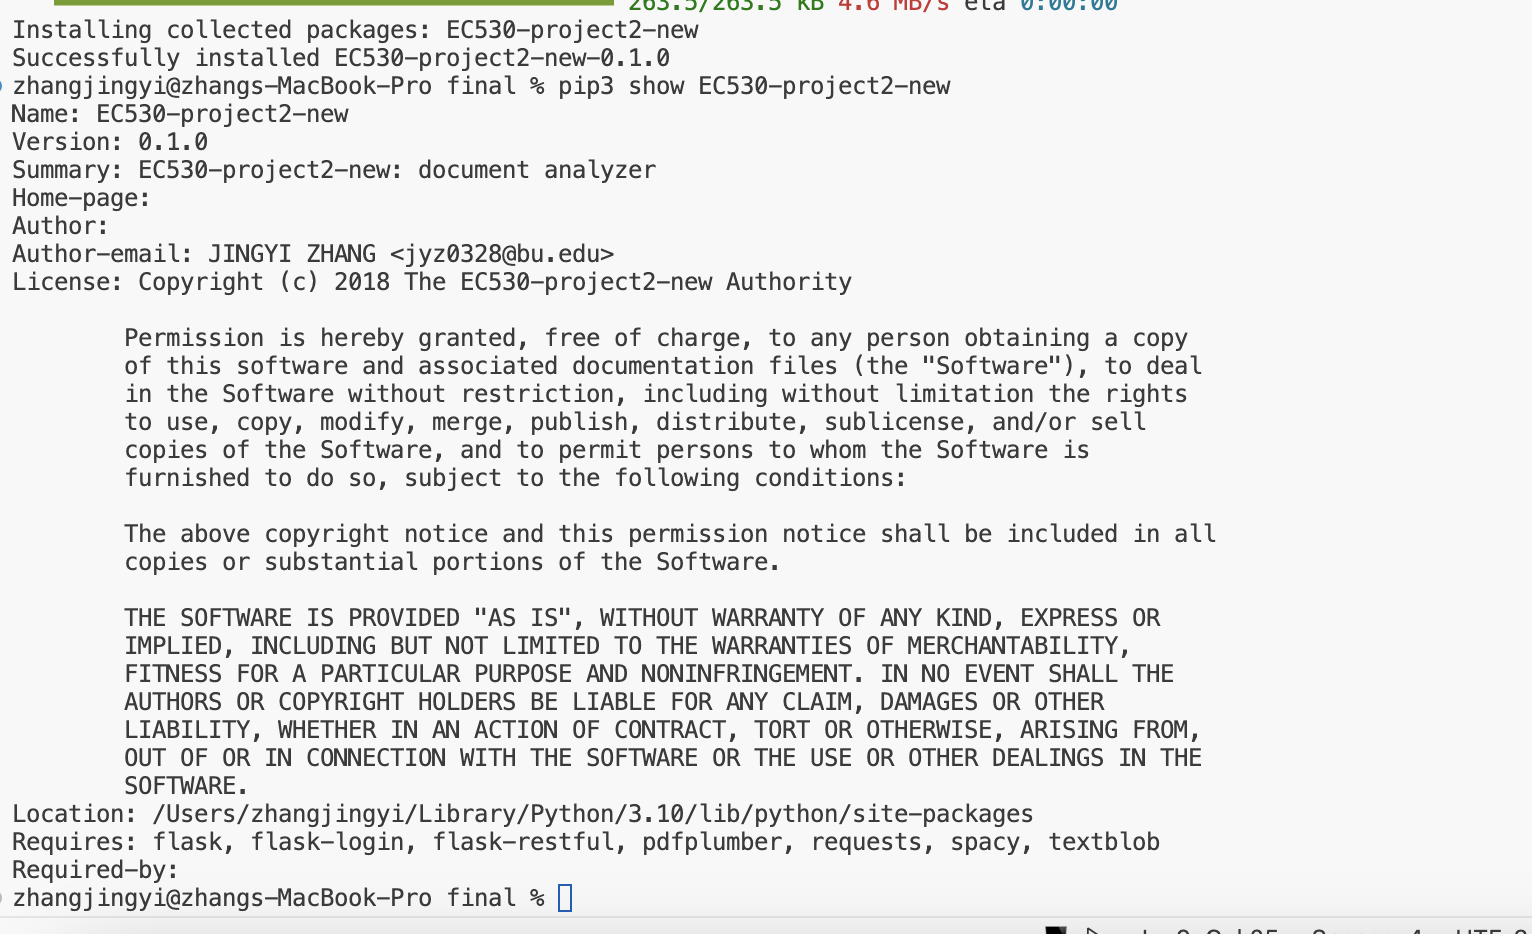 263.5/263.5 kB 4.6 MB/s eta 0:00:00
Installing collected packages: EC530-project2-new
Successfully installed EC530-project2-new-0.1.0
zhangjingyi@zhangs-MacBook-Pro final % pip3 show EC530-project2-new
Name: EC530-project2-new
Version: 0.1.0
Summary: EC530-project2-new: document analyzer
Home-page:
Author:
Author-email: JINGYI ZHANG <jyz0328@bu.edu>
License: Copyright (c) 2018 The EC530-project2-new Authority
Permission is hereby granted, free of charge, to any person obtaining a copy
of this software and associated documentation files (the "Software"), to deal
in the Software without restriction, including without limitation the rights
to use, copy, modify, merge, publish, distribute, sublicense, and/or sell
copies of the Software, and to permit persons to whom the Software is
furnished to do so, subject to the following conditions:
The above copyright notice and this permission notice shall be included in all
copies or substantial portions of the Software.
THE SOFTWARE IS PROVIDED "AS IS", WITHOUT WARRANTY OF ANY KIND, EXPRESS OR
IMPLIED, INCLUDING BUT NOT LIMITED TO THE WARRANTIES OF MERCHANTABILITY,
FITNESS FOR A PARTICULAR PURPOSE AND NONINFRINGEMENT. IN NO EVENT SHALL THE
AUTHORS OR COPYRIGHT HOLDERS BE LIABLE FOR ANY CLAIM, DAMAGES OR OTHER
LIABILITY, WHETHER IN AN ACTION OF CONTRACT, TORT OR OTHERWISE, ARISING FROM,
OUT OF OR IN CONNECTION WITH THE SOFTWARE OR THE USE OR OTHER DEALINGS IN THE
SOFTWARE.
Location: /Users/zhangjingyi/Library/Python/3.10/lib/python/site-packages
Requires: flask, flask-login, flask-restful, pdfplumber, requests, spacy, textblob
Required-by:
zhangjingyi@zhangs-MacBook-Pro final %